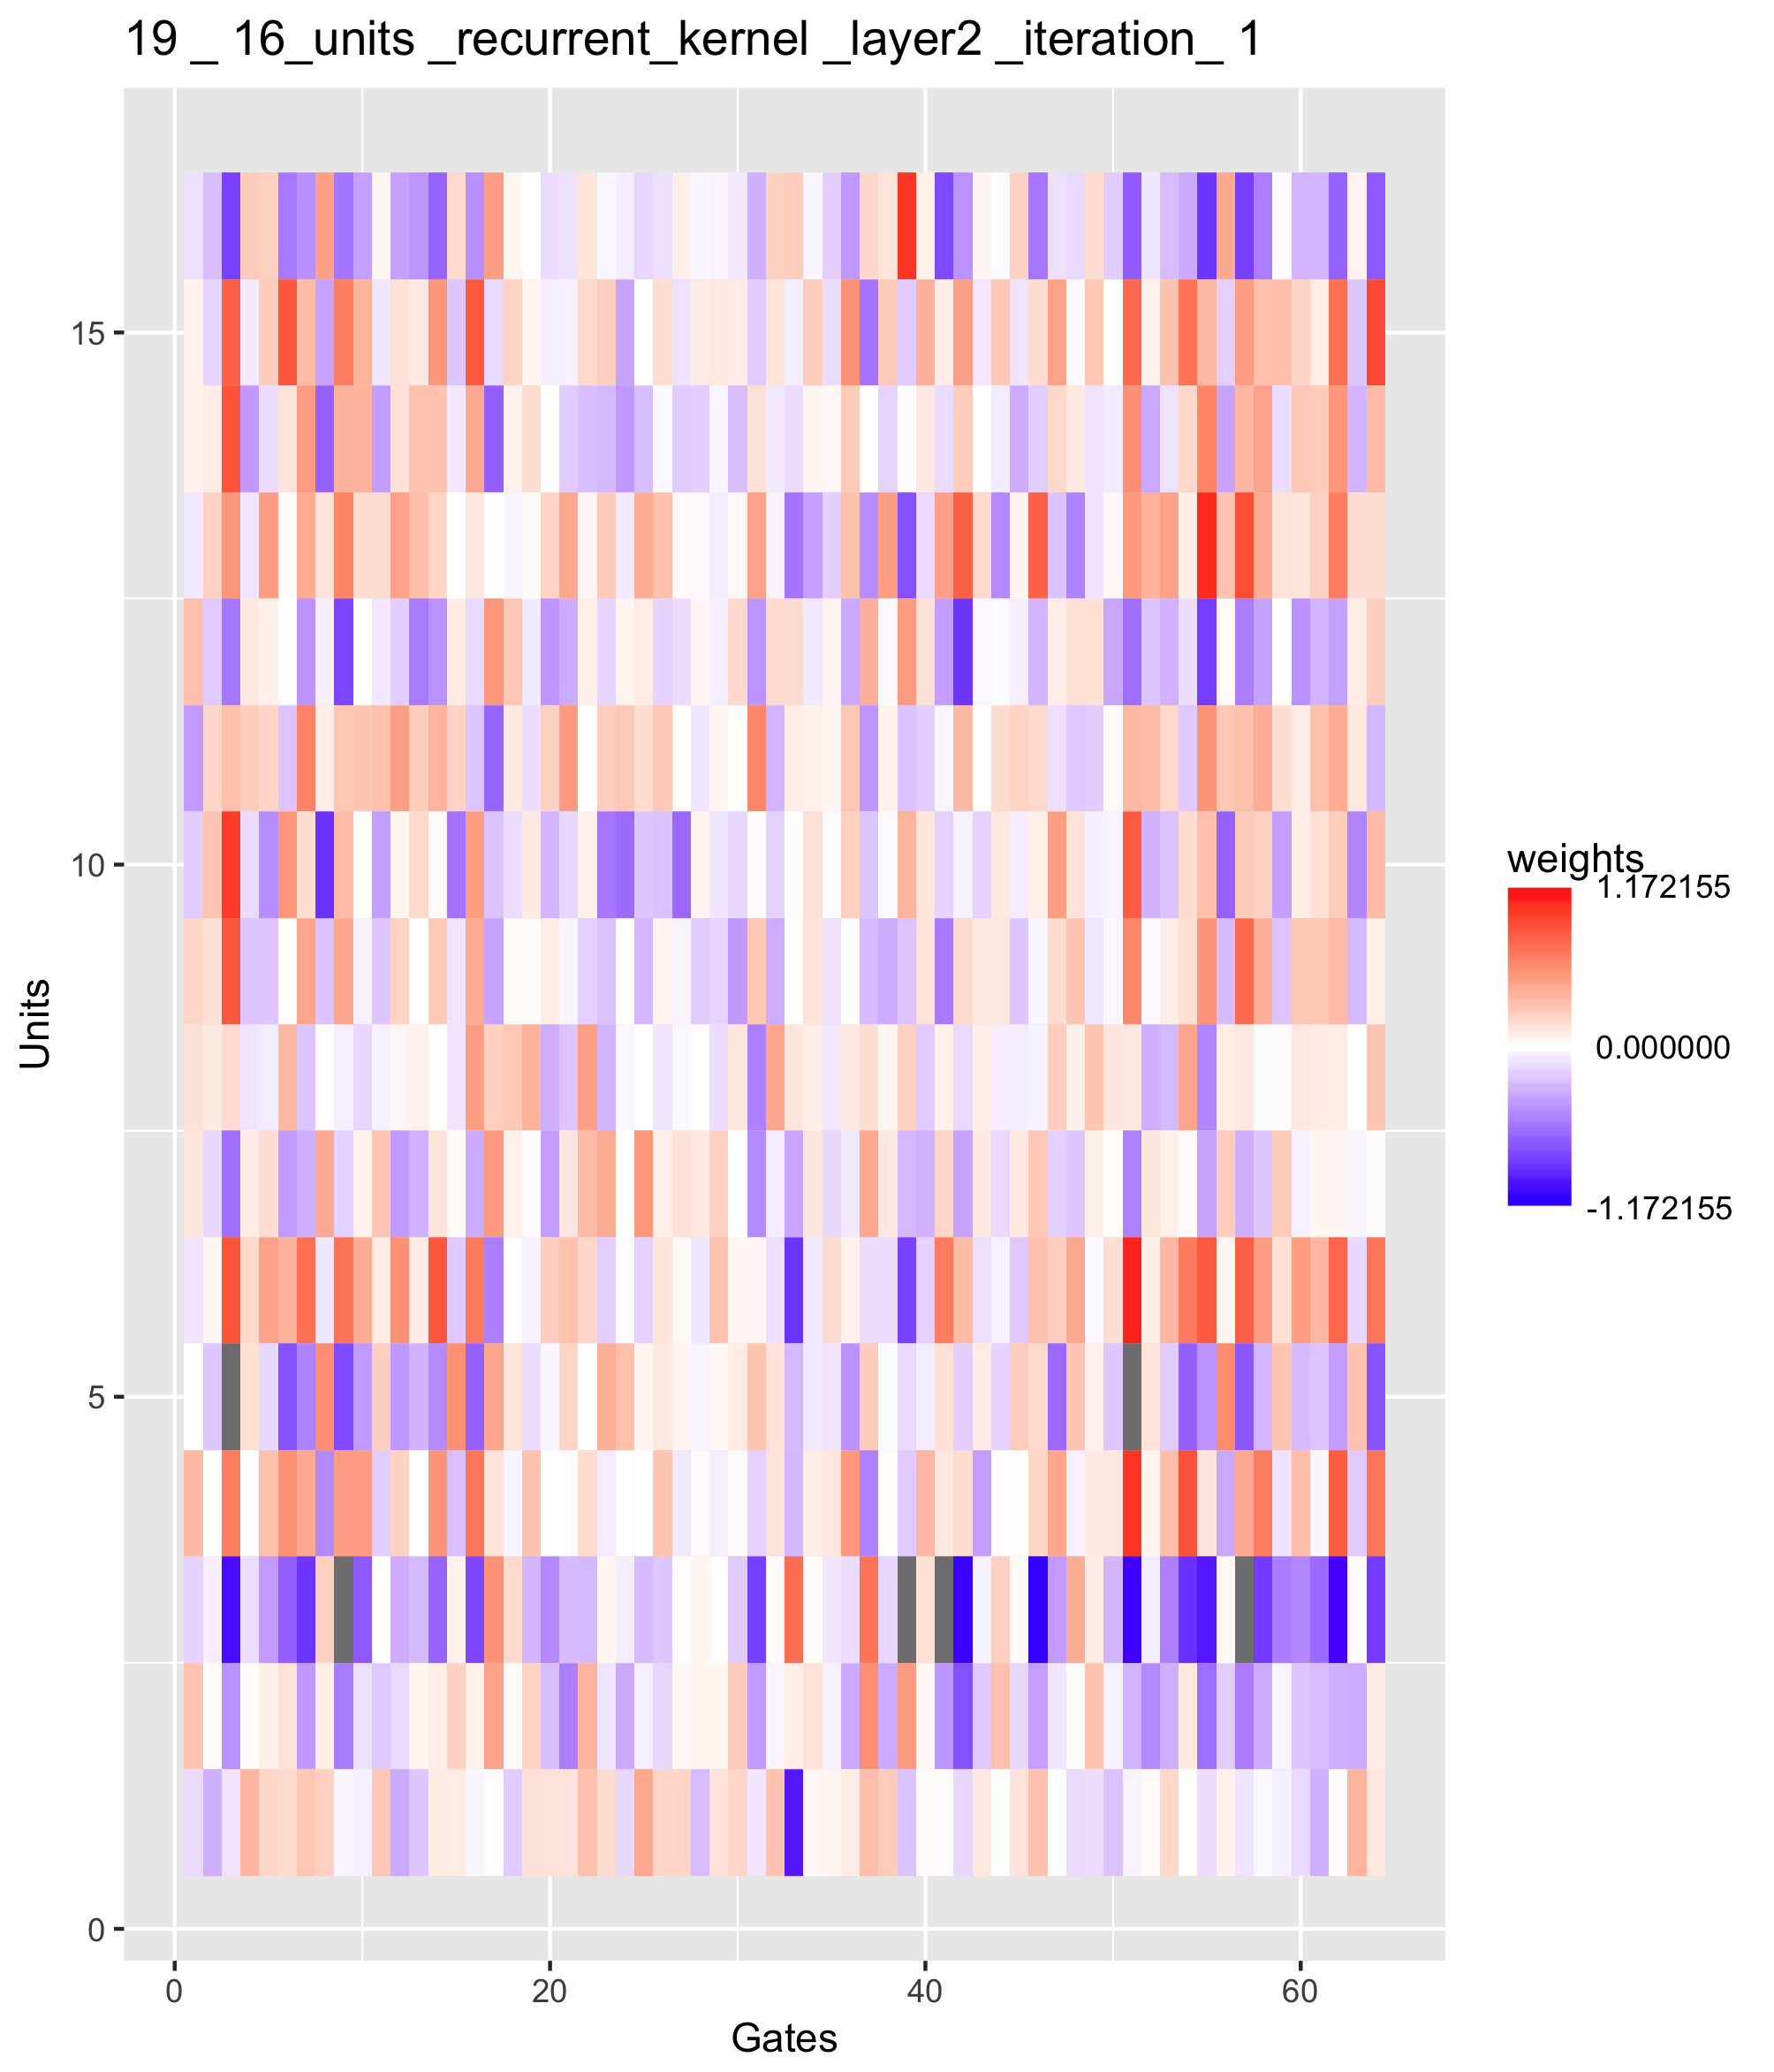 19 _ 16_units _recurrent_kernel _layer2 _iteration_ 1
Units
15
10
5
0
0 20 40 60
Gates
weights
1.172155
0.000000
-1.172155